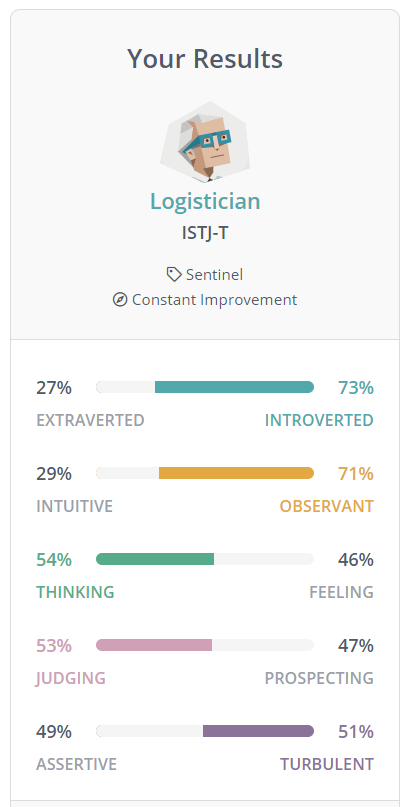 Your Results
Logistician
ISTJ-T
Sentinel
Constant Improvement
27% 73%
EXTRAVERTED INTROVERTED
29% 71%
INTUITIVE OBSERVANT
54% 46%
THINKING FEELING
53% 47%
JUDGING PROSPECTING
49% 51%
ASSERTIVE TURBULENT